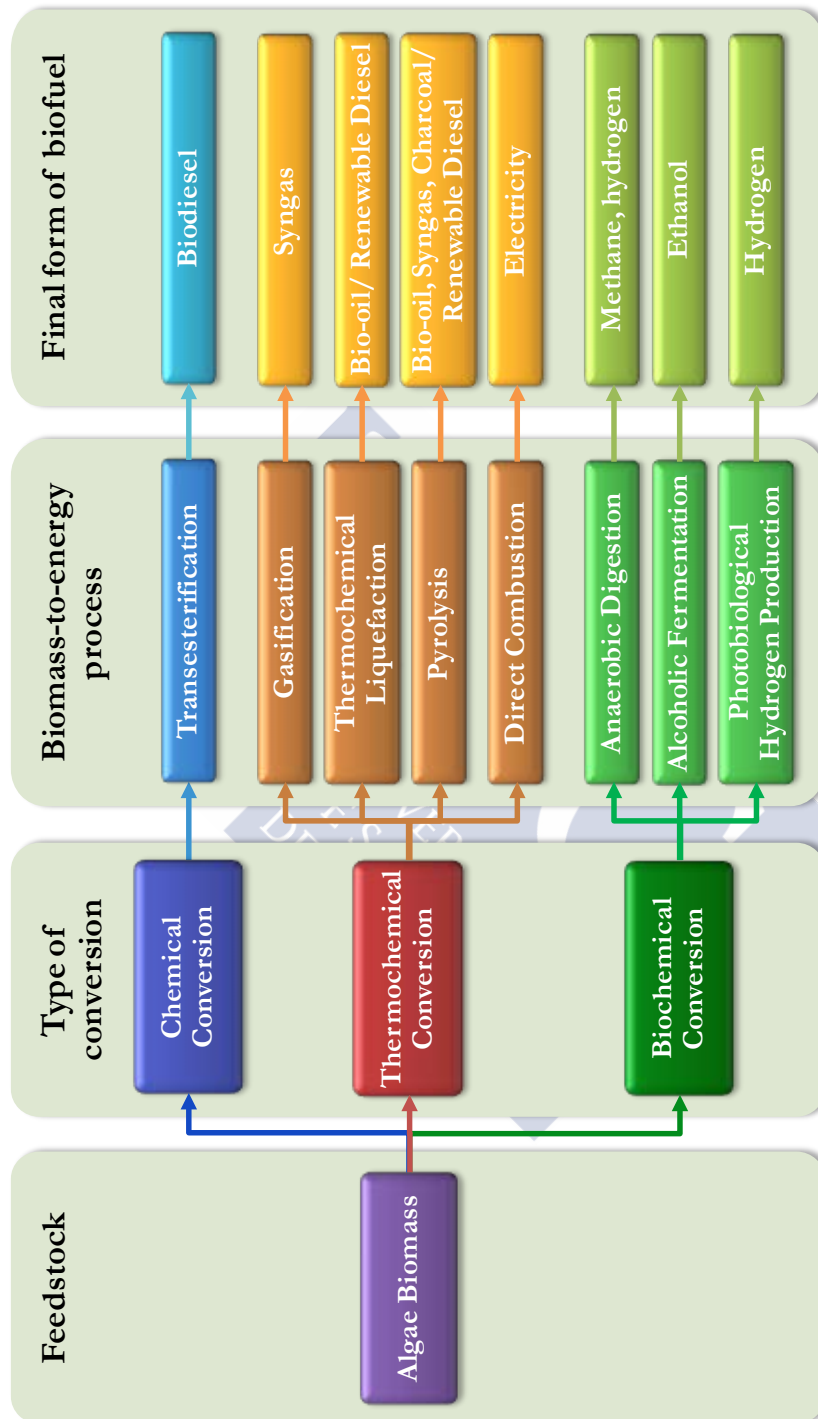 Feedstock
Algae Biomass
Type of
conversion
Chemical
Conversion
Thermochemical
Conversion
Biochemical
Conversion
Biomass-to-energy
process
Transesterification
Gasification
Thermochemical
Liquefaction
Pyrolysis
Direct Combustion
Anaerobic Digestion
Alcoholic Fermentation
Photobiological
Hydrogen Production
Final form of biofuel
Biodiesel
Syngas
Bio-oil/ Renewable Diesel
Bio-oil, Syngas, Charcoal/
Renewable Diesel
Electricity
Methane, hydrogen
Ethanol
Hydrogen